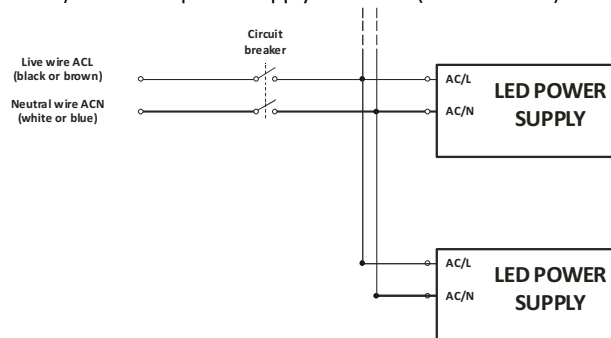 Circuit
breaker
Live wire ACL
(black or brown)
Neutral wire ACN
(white or blue)
AC/L
AC/N
LED POWER
SUPPLY
AC/L
AC/N
LED POWER
SUPPLY